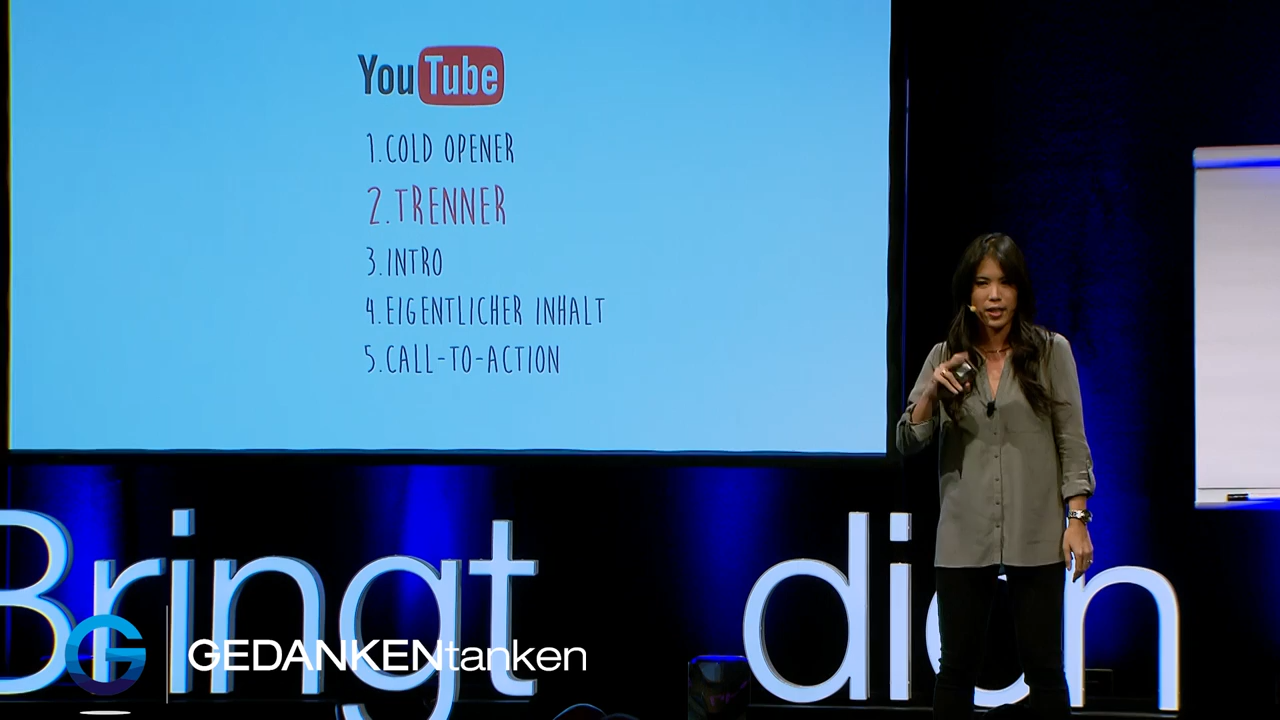 YouTube
1.COLD OPENER
2.TRENNER
3.INTRO
4.EIGENTLICHER INHALT
5.CALL-TO-ACTION
Bringt dich
GEDANKENtanken